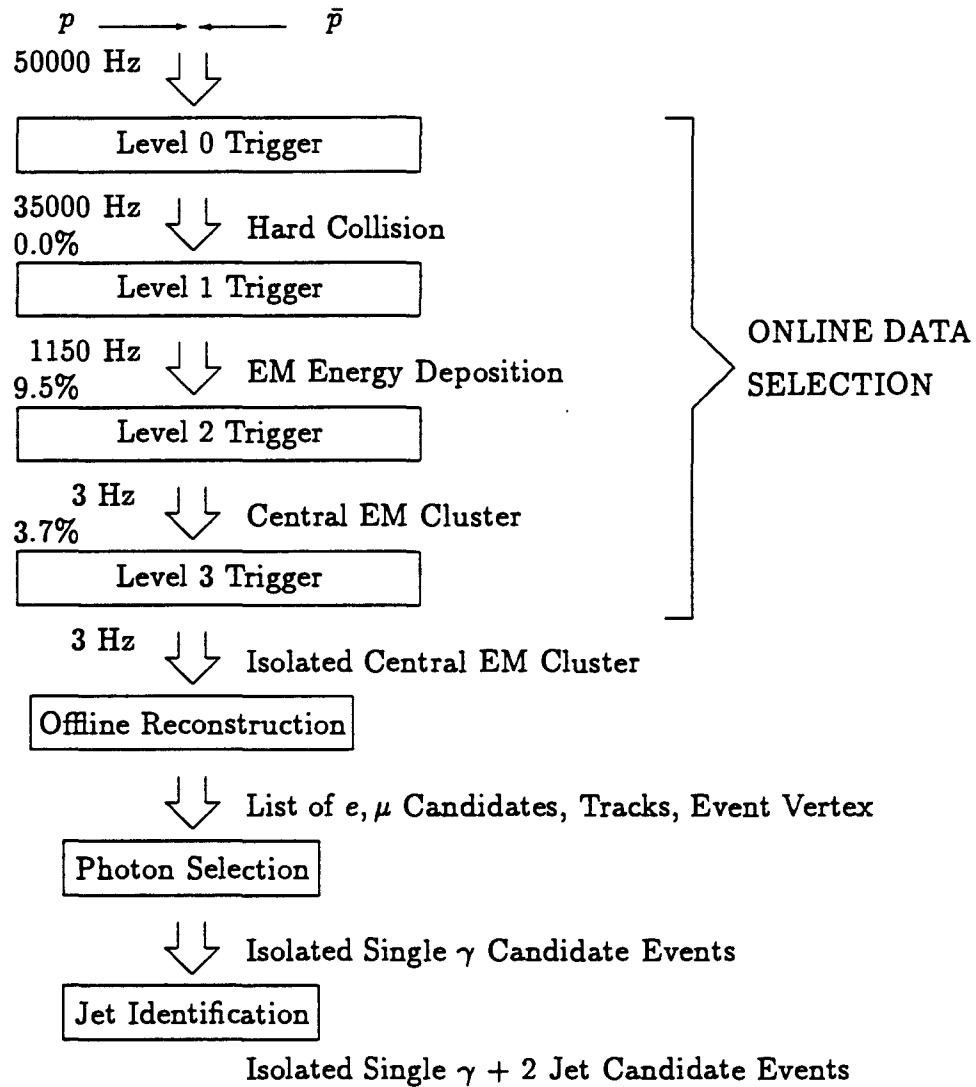 p p̄
50000 Hz
Level 0 Trigger
35000 Hz
Hard Collision
0.0%
Level 1 Trigger
1150 Hz
EM Energy Deposition
9.5%
ONLINE DATA
SELECTION
Level 2 Trigger
3 Hz
Central EM Cluster
3.7%
Level 3 Trigger
3 Hz
Isolated Central EM Cluster
Offline Reconstruction
List of e, μ Candidates, Tracks, Event Vertex
Photon Selection
Isolated Single γ Candidate Events
Jet Identification
Isolated Single γ + 2 Jet Candidate Events